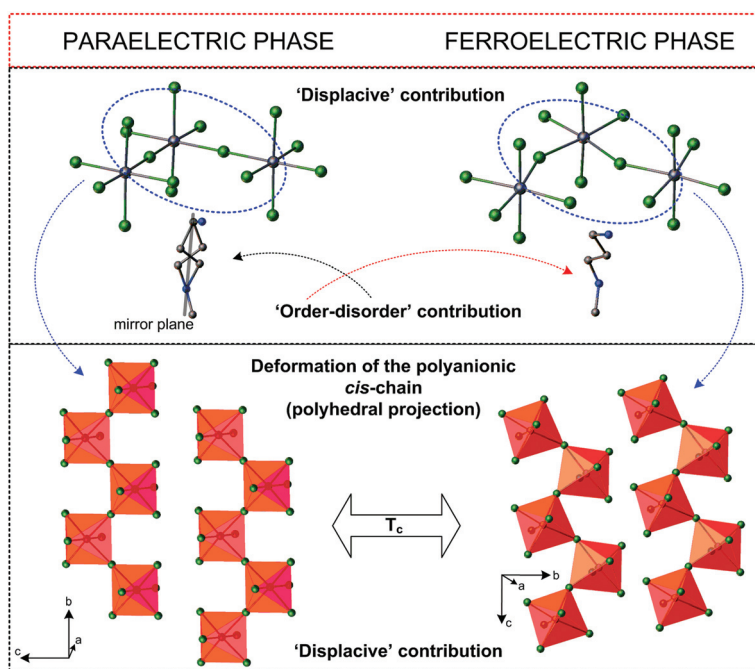 PARAELECTRIC PHASE
FERROELECTRIC PHASE
‘Displacive’ contribution
‘Order-disorder’ contribution
mirror plane
Deformation of the polyanionic
cis-chain
(polyhedral projection)
Tc
b
a
c
b
a
c
‘Displacive’ contribution